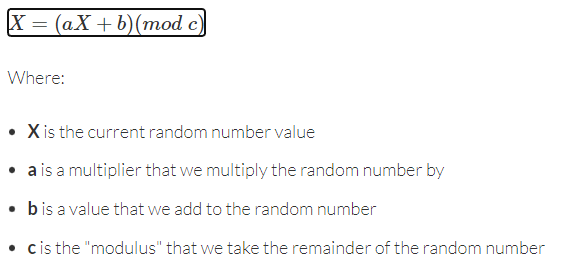 X = (aX + b)(mod c)
Where:
• X is the current random number value
• a is a multiplier that we multiply the random number by
• b is a value that we add to the random number
• c is the "modulus" that we take the remainder of the random number